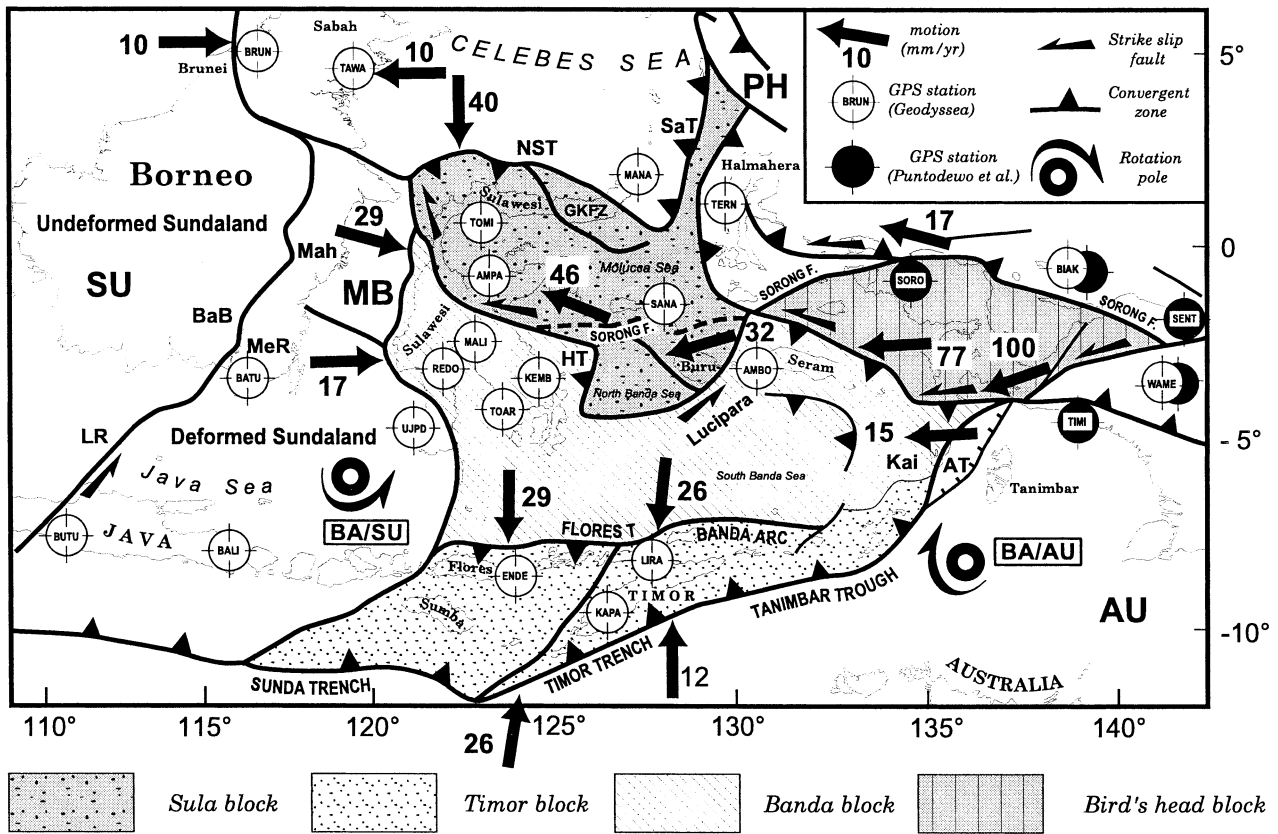 10
Sabah
Brunei
BRUN
TAWA
10
CELEBES SEA
40
PH
motion
(mm/yr)
10
Strike slip
fault
BRUN
GPS station
(Geodyssea)
Convergent
zone
GPS station
(Puntodewo et al.)
Rotation
pole
5°
SaT
NST
MANA
Halmahera
TERN
Borneo
Undeformed Sundaland
29
Sulawesi
TOMI
GKFZ
17
0
Mah
SU
MB
AMPA
46
Molucca Sea
SANA
SORONG F.
SORO
BIAK
SORONG F.
SENT
BaB
Sulawesi
SORONG F.
32
MeR
MALI
REDO
HT
KEMB
Buru
AMBO
Seram
77
100
WAME
BATU
17
TOAR
North Banda Sea
Lucipara
TIMI
LR
Deformed Sundaland
UJPD
15
Kai
AT
- 5°
Java Sea
South Banda Sea
Tanimbar
BA/SU
29
26
BUTU
JAVA
BALI
FLORES T.
BANDA ARC
BA/AU
Flores
ENDE
LIRA
Sumba
KAPA
TIMOR
TANIMBAR TROUGH
AU
-10°
SUNDA TRENCH
TIMOR TRENCH
12
AUSTRALIA
110°
115°
120°
125°
130°
135°
140°
26
Sula block
Timor block
Banda block
Bird's head block